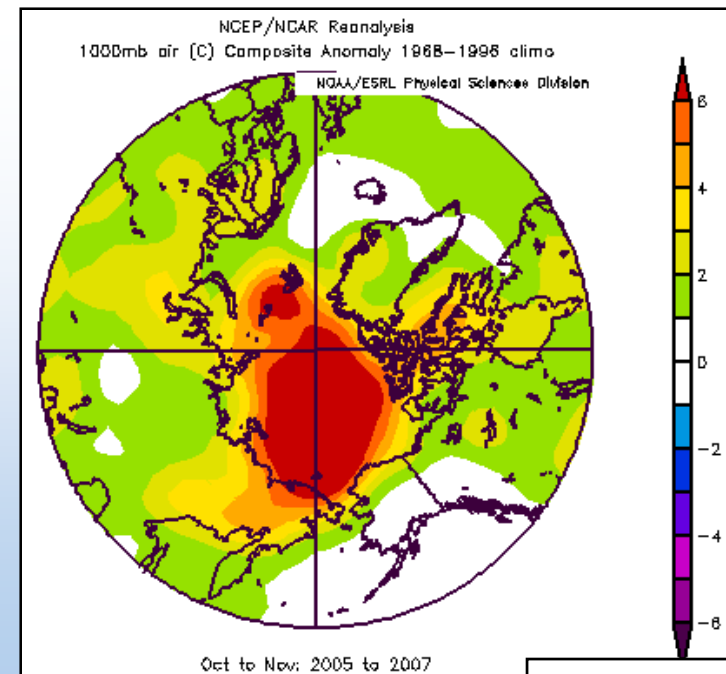 NCEP/NCAR Reanalysis
1000mb air (C) Composite Anomaly 1968-1996 climo
NOAA/ESRL Physical Sciences Division
6
4
2
0
-2
-4
-6
Oct to Nov: 2005 to 2007